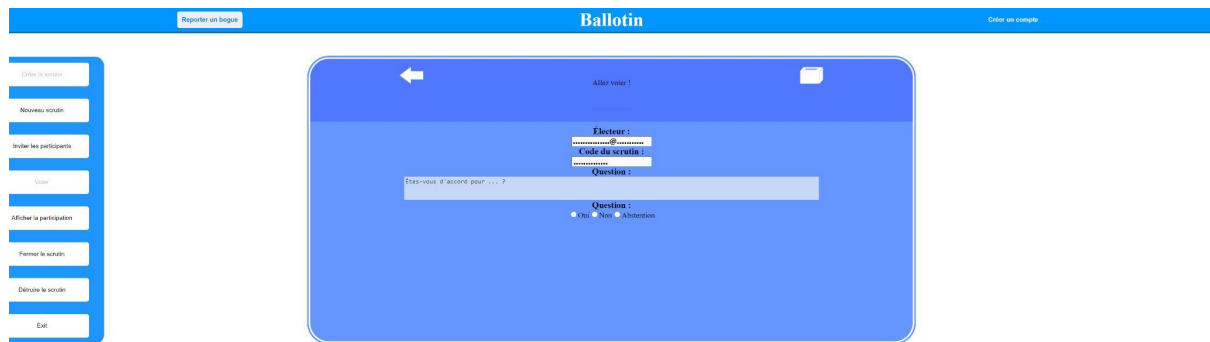 Reporter un bogue
Ballotin
Créer un compte
Créer le scrutin
Nouveau scrutin
Inviter les participants
Voter
Afficher la participation
Fermer le scrutin
Détruire le scrutin
Exit
Allez voter !
Électeur :
...............@...........
Code du scrutin :
..............
Question :
Êtes-vous d'accord pour ... ?
Question :
Oui Non Abstention